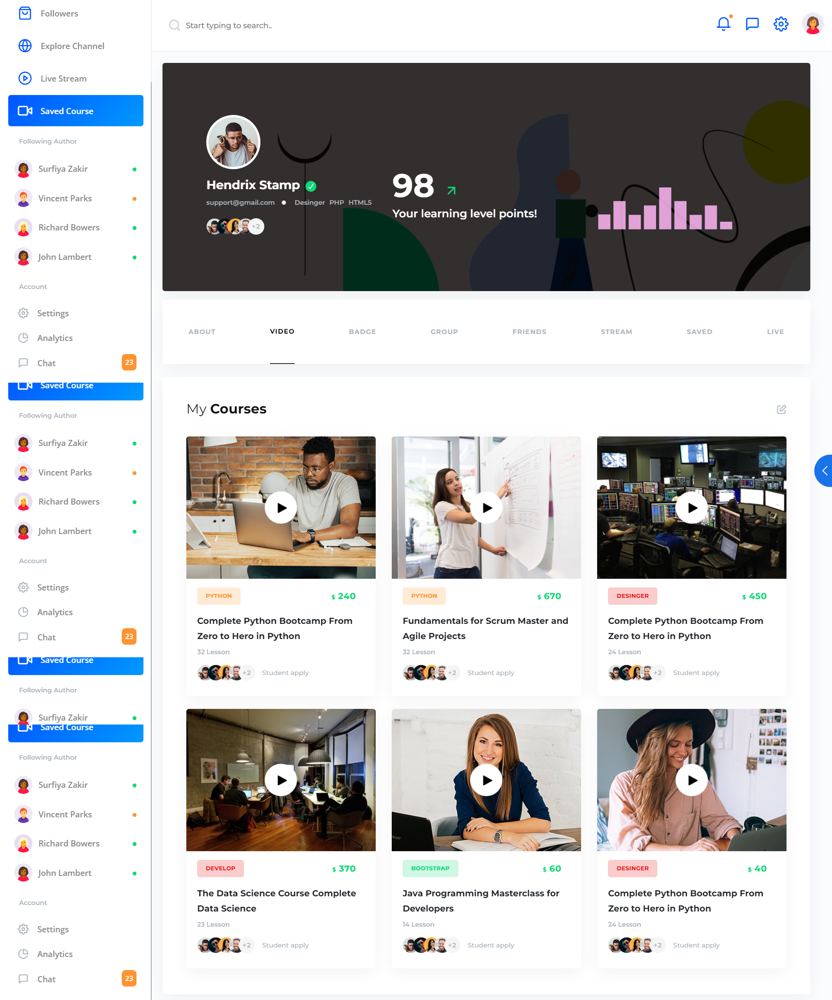 Followers
Explore Channel
Live Stream
Saved Course
Following Author
Surfiya Zakir
Vincent Parks
Richard Bowers
John Lambert
Account
Settings
Analytics
Chat 23
Saved Course
Following Author
Surfiya Zakir
Vincent Parks
Richard Bowers
John Lambert
Account
Settings
Analytics
Chat 23
Saved Course
Following Author
Surfiya Zakir
Saved Course
Following Author
Surfiya Zakir
Vincent Parks
Richard Bowers
John Lambert
Account
Settings
Analytics
Chat 23
Start typing to search..
Hendrix Stamp
support@gmail.com Desinger PHP HTML5
+2
98
Your learning level points!
ABOUT VIDEO BADGE GROUP FRIENDS STREAM SAVED LIVE
My Courses
PYTHON $ 240
Complete Python Bootcamp From
Zero to Hero in Python
32 Lesson
+2 Student apply
PYTHON $ 670
Fundamentals for Scrum Master and
Agile Projects
32 Lesson
+2 Student apply
DESINGER $ 450
Complete Python Bootcamp From
Zero to Hero in Python
24 Lesson
+2 Student apply
DEVELOP $ 370
The Data Science Course Complete
Data Science
23 Lesson
+2 Student apply
BOOTSTRAP $ 60
Java Programming Masterclass for
Developers
14 Lesson
+2 Student apply
DESINGER $ 40
Complete Python Bootcamp From
Zero to Hero in Python
24 Lesson
+2 Student apply